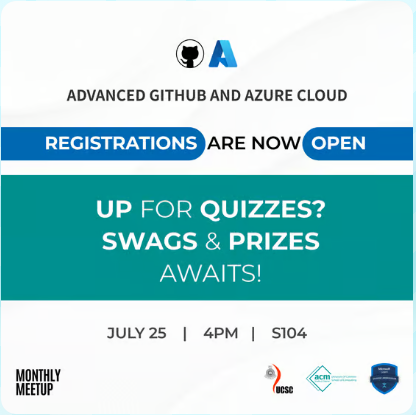 ADVANCED GITHUB AND AZURE CLOUD
REGISTRATIONS ARE NOW OPEN
UP FOR QUIZZES?
SWAGS & PRIZES
AWAITS!
JULY 25 | 4PM | S104
MONTHLY
MEETUP
UCSC
acm
Microsoft